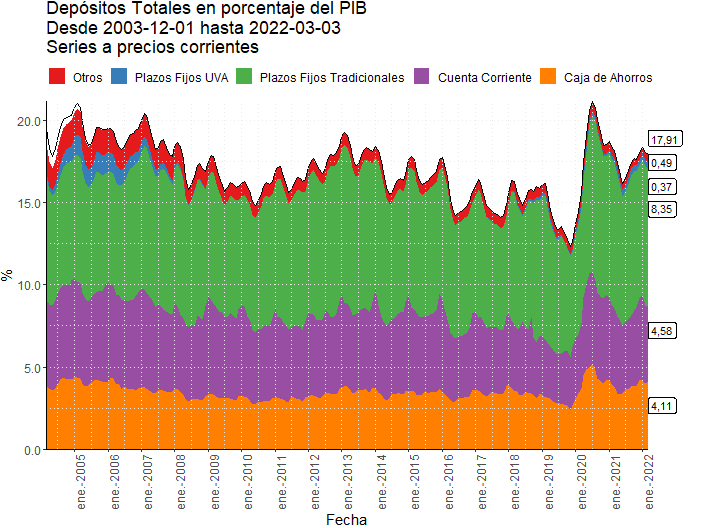 Depósitos Totales en porcentaje del PIB
Desde 2003-12-01 hasta 2022-03-03
Series a precios corrientes
Otros Plazos Fijos UVA Plazos Fijos Tradicionales Cuenta Corriente Caja de Ahorros
20.0
15.0
10.0
5.0
0.0
%
17,91
0,49
0,37
8,35
4,58
4,11
ene.-2005 ene.-2006 ene.-2007 ene.-2008 ene.-2009 ene.-2010 ene.-2011 ene.-2012 ene.-2013 ene.-2014 ene.-2015 ene.-2016 ene.-2017 ene.-2018 ene.-2019 ene.-2020 ene.-2021 ene.-2022
Fecha